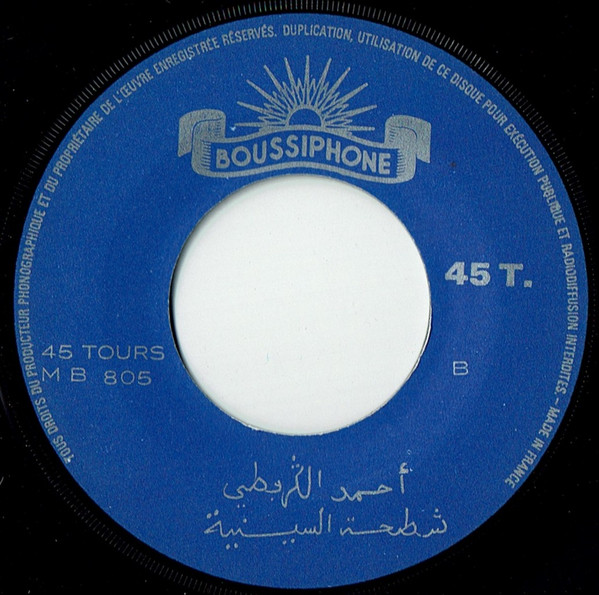 TOUS DROITS DU PRODUCTEUR PHONOGRAPHIQUE ET DU PROPRIÉTAIRE DE L'ŒUVRE ENREGISTRÉE RÉSERVÉS. DUPLICATION, UTILISATION DE CE DISQUE POUR EXÉCUTION PUBLIQUE ET RADIODIFFUSION INTERDITES - MADE IN FRANCE
BOUSSIPHONE
45 T.
45 TOURS
M B 805
B
أحمد الگربطي
شطحة السينية